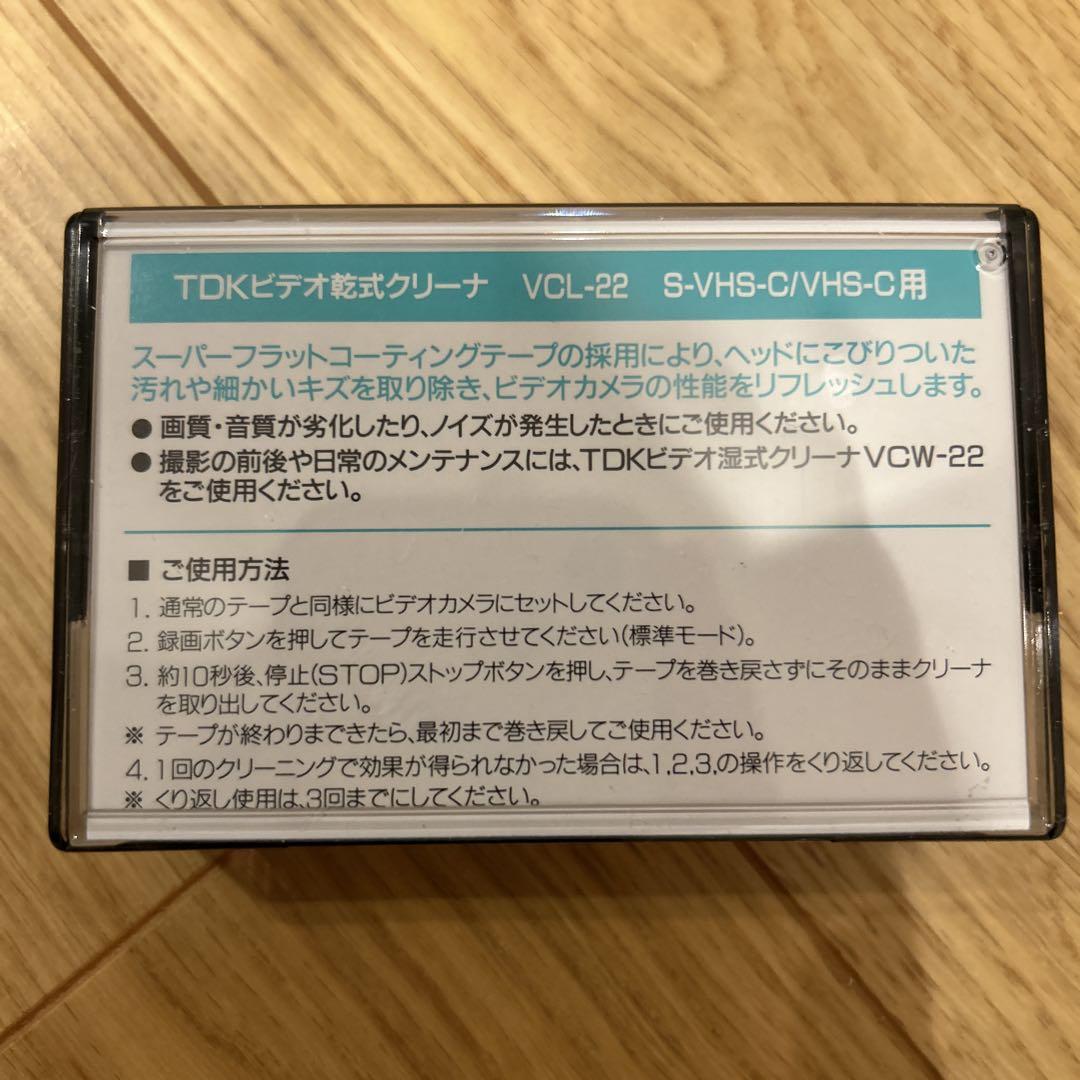 TDKビデオ乾式クリーナ VCL-22 S-VHS-C/VHS-C用
スーパーフラットコーティングテープの採用により、ヘッドにこびりついた
汚れや細かいキズを取り除き、ビデオカメラの性能をリフレッシュします。
● 画質・音質が劣化したり、ノイズが発生したときにご使用ください。
● 撮影の前後や日常のメンテナンスには、TDKビデオ湿式クリーナVCW-22
をご使用ください。
■ ご使用方法
1. 通常のテープと同様にビデオカメラにセットしてください。
2. 録画ボタンを押してテープを走行させてください(標準モード)。
3. 約10秒後、停止(STOP)ストップボタンを押し、テープを巻き戻さずにそのままクリーナ
を取り出してください。
※ テープが終わりまできたら、最初まで巻き戻してご使用ください。
4. 1回のクリーニングで効果が得られなかった場合は、1,2,3,の操作をくり返してください。
※ くり返し使用は、3回までにしてください。